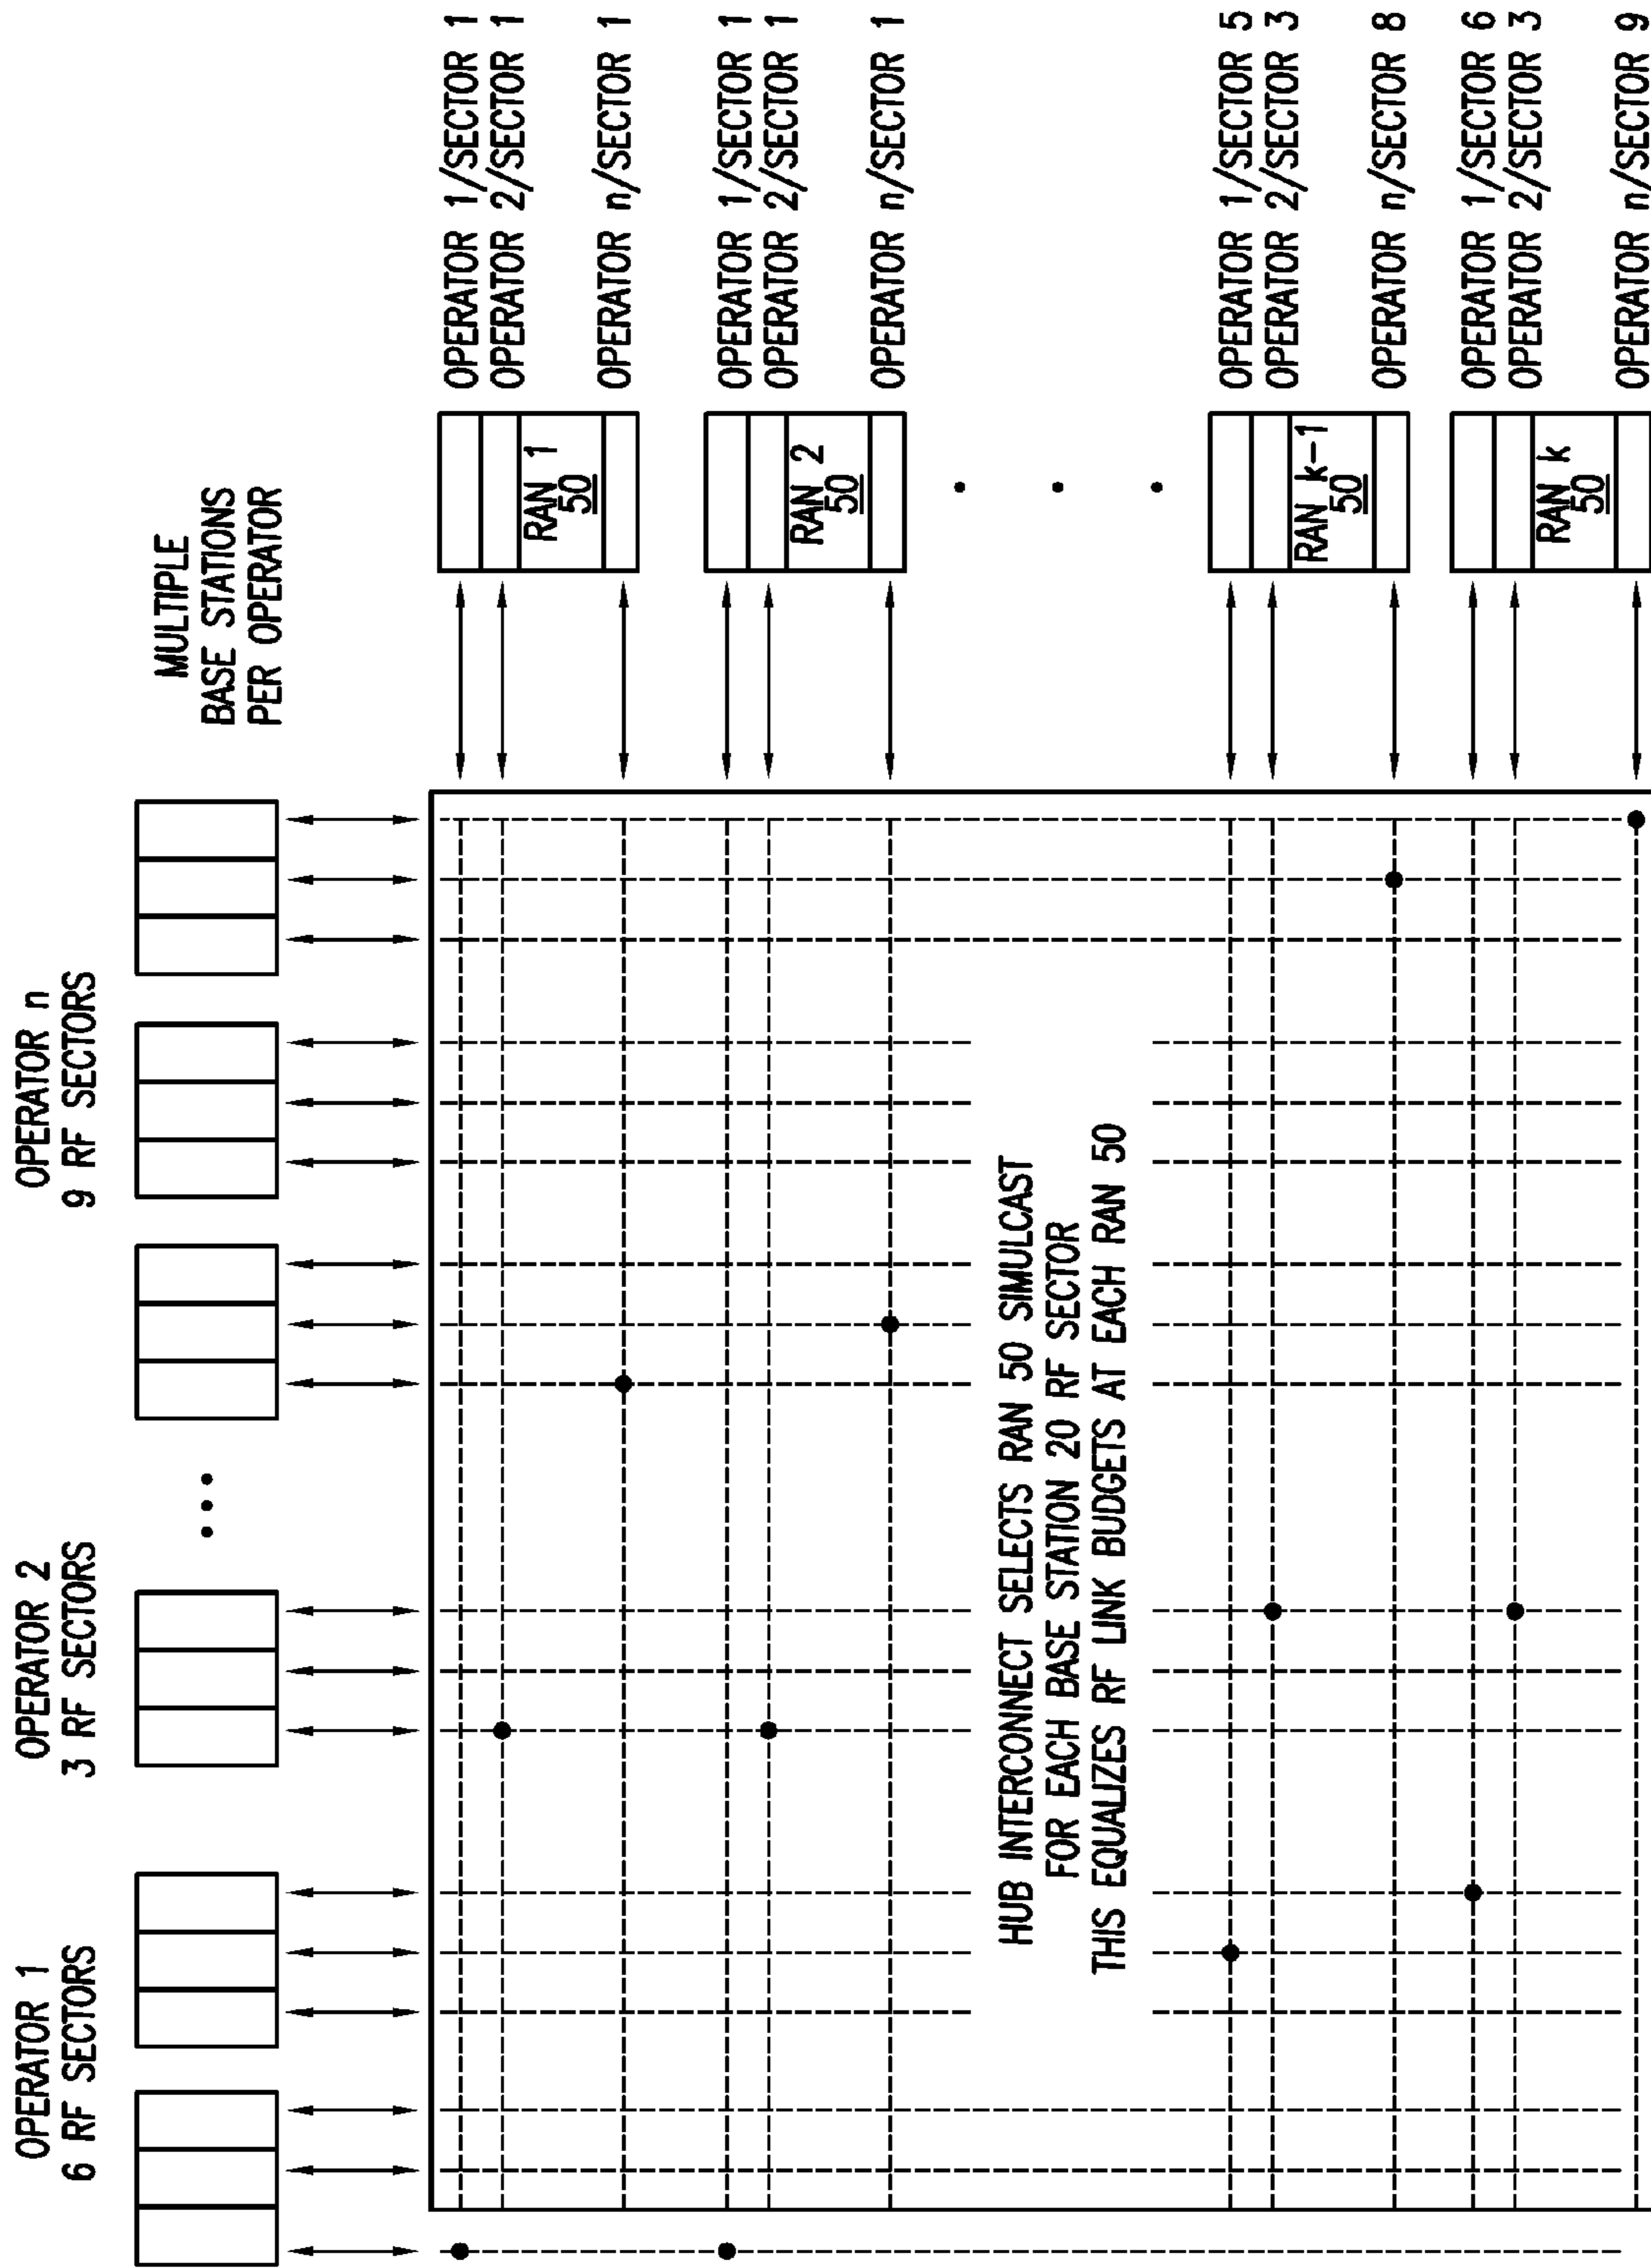 OPERATOR 1
6 RF SECTORS
OPERATOR 2
3 RF SECTORS
OPERATOR n
9 RF SECTORS
MULTIPLE
BASE STATIONS
PER OPERATOR
RAN 1
50
OPERATOR 1/SECTOR 1
OPERATOR 2/SECTOR 1
OPERATOR n/SECTOR 1
RAN 2
50
OPERATOR 1/SECTOR 1
OPERATOR 2/SECTOR 1
OPERATOR n/SECTOR 1
HUB INTERCONNECT SELECTS RAN 50 SIMULCAST
FOR EACH BASE STATION 20 RF SECTOR
THIS EQUALIZES RF LINK BUDGETS AT EACH RAN 50
RAN k-1
50
OPERATOR 1/SECTOR 5
OPERATOR 2/SECTOR 3
OPERATOR n/SECTOR 8
RAN k
50
OPERATOR 1/SECTOR 6
OPERATOR 2/SECTOR 3
OPERATOR n/SECTOR 9